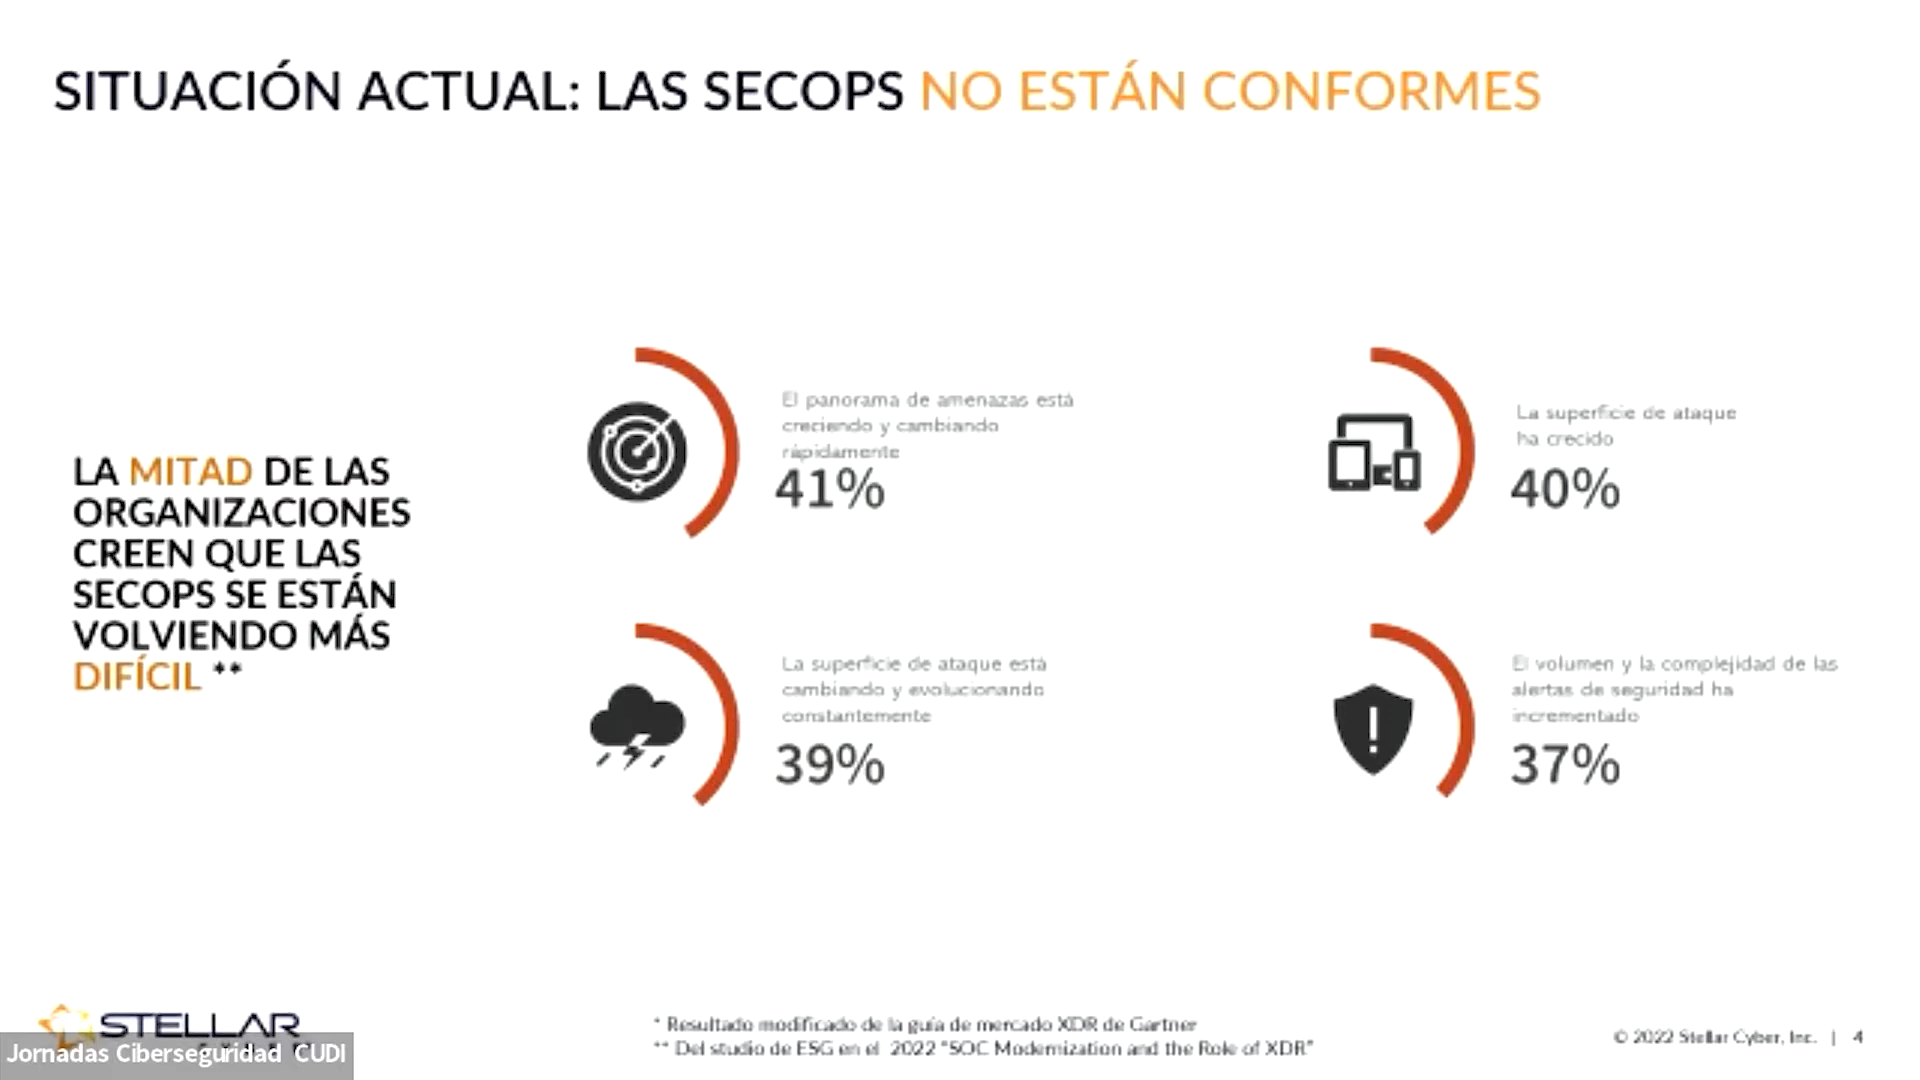 SITUACIÓN ACTUAL: LAS SECOPS NO ESTÁN CONFORMES
LA MITAD DE LAS
ORGANIZACIONES
CREEN QUE LAS
SECOPS SE ESTÁN
VOLVIENDO MÁS
DIFÍCIL **
El panorama de amenazas está
creciendo y cambiando
rápidamente
41%
La superficie de ataque
ha crecido
40%
La superficie de ataque está
cambiando y evolucionando
constantemente
39%
El volumen y la complejidad de las
alertas de seguridad ha
incrementado
37%
STELLAR
Jornadas Ciberseguridad CUDI
* Resultado modificado de la guía de mercado XDR de Gartner
** Del studio de ESG en el 2022 "SOC Modernization and the Role of XDR"
© 2022 Stellar Cyber, Inc. | 4